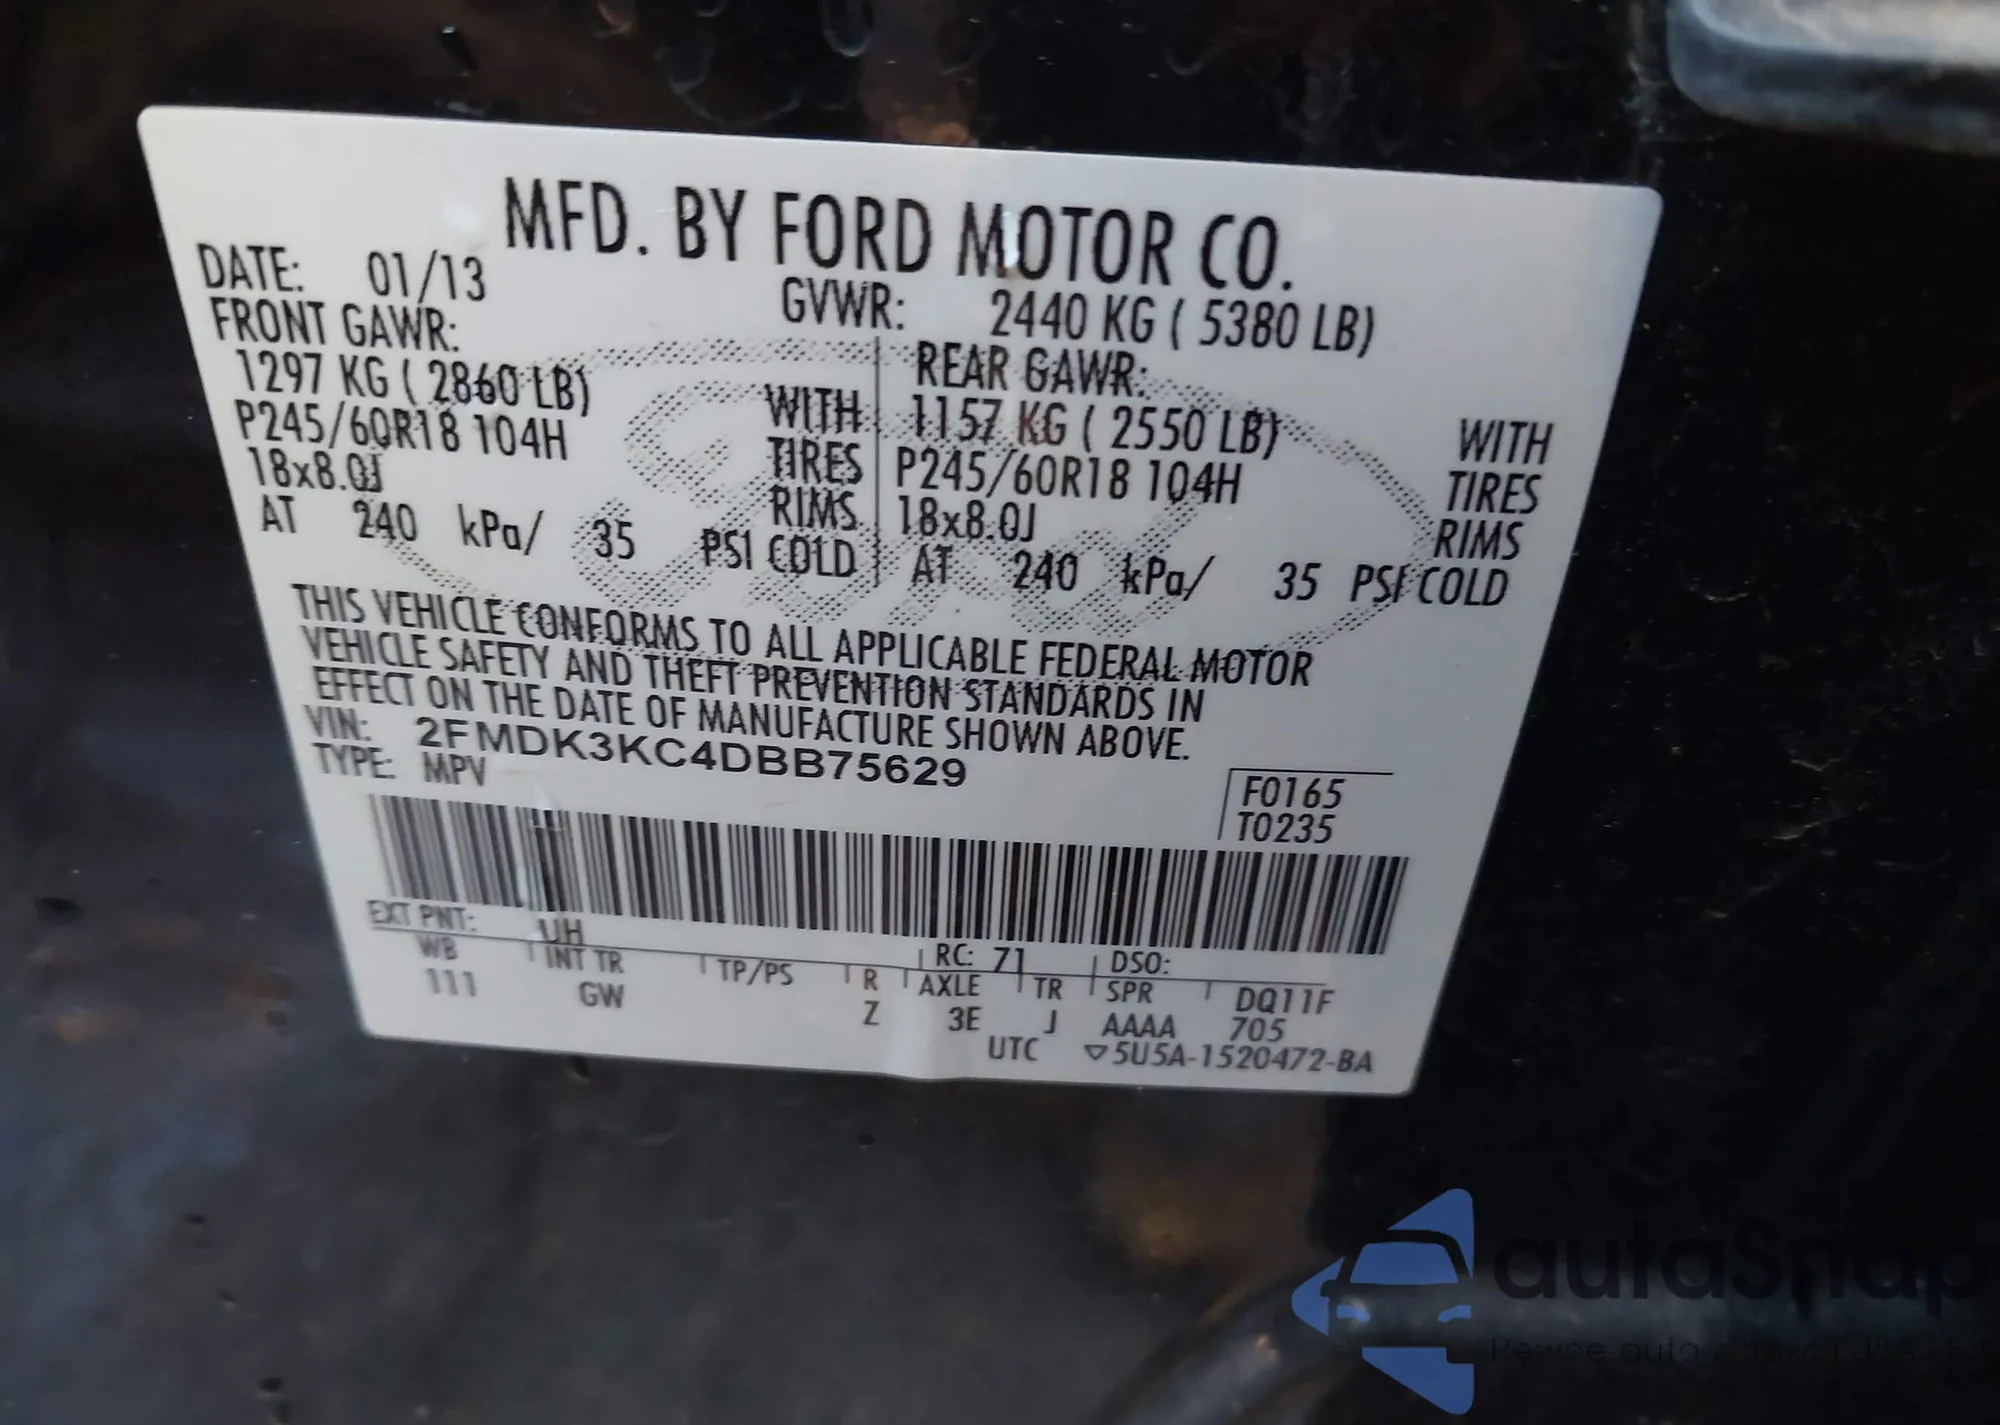 MFD. BY FORD MOTOR CO.
DATE: 01/13 GVWR: 2440 KG ( 5380 LB)
FRONT GAWR: REAR GAWR:
1297 KG ( 2860 LB) WITH 1157 KG ( 2550 LB) WITH
P245/60R18 104H TIRES P245/60R18 104H TIRES
18x8.0J RIMS 18x8.0J RIMS
AT 240 kPa/ 35 PSI COLD AT 240 kPa/ 35 PSI COLD
THIS VEHICLE CONFORMS TO ALL APPLICABLE FEDERAL MOTOR
VEHICLE SAFETY AND THEFT PREVENTION STANDARDS IN
EFFECT ON THE DATE OF MANUFACTURE SHOWN ABOVE.
VIN: 2FMDK3KC4DBB75629
TYPE: MPV
F0165
T0235
EXT PNT: UH RC: 71 DSO:
WB INT TR TP/PS R AXLE TR SPR DQ11F
111 GW Z 3E J AAAA 705
UTC ▽5U5A-1520472-BA
autaSnap
Pewne auta